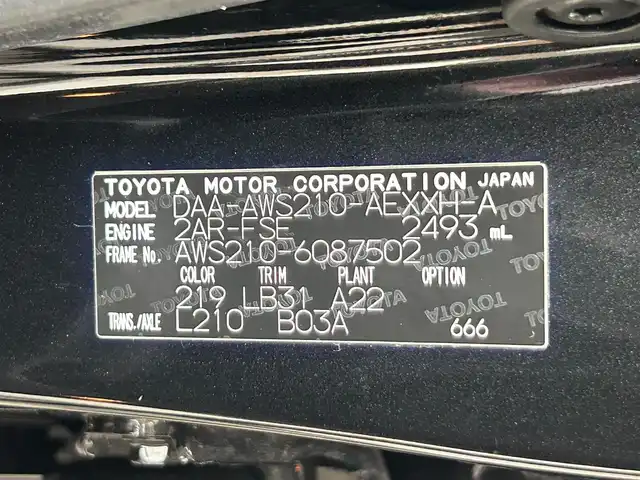 TOYOTA MOTOR CORPORATION JAPAN
MODEL DAA-AWS210-AEXXH-A
ENGINE 2AR-FSE 2493 mL
FRAME No. AWS210-6087502
COLOR TRIM PLANT OPTION
219 LB31 A22
TRANS./AXLE L210 B03A 666